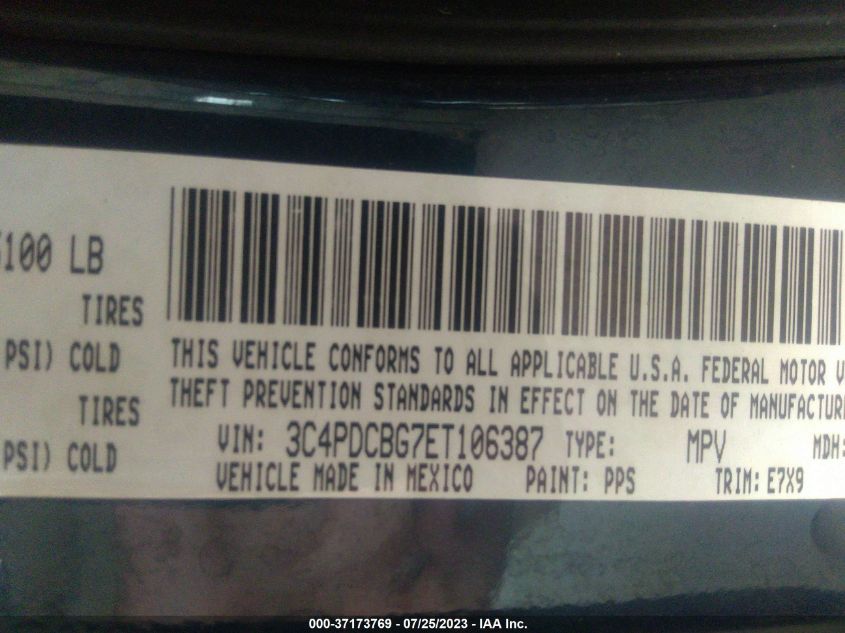 100 LB
TIRES
PSI) COLD
TIRES
PSI) COLD
THIS VEHICLE CONFORMS TO ALL APPLICABLE U.S.A. FEDERAL MOTOR V
THEFT PREVENTION STANDARDS IN EFFECT ON THE DATE OF MANUFACTURE
VIN: 3C4PDCBG7ET106387 TYPE: MPV MDH:
VEHICLE MADE IN MEXICO PAINT: PPS TRIM: E7X9
000-37173769 - 07/25/2023 - IAA Inc.